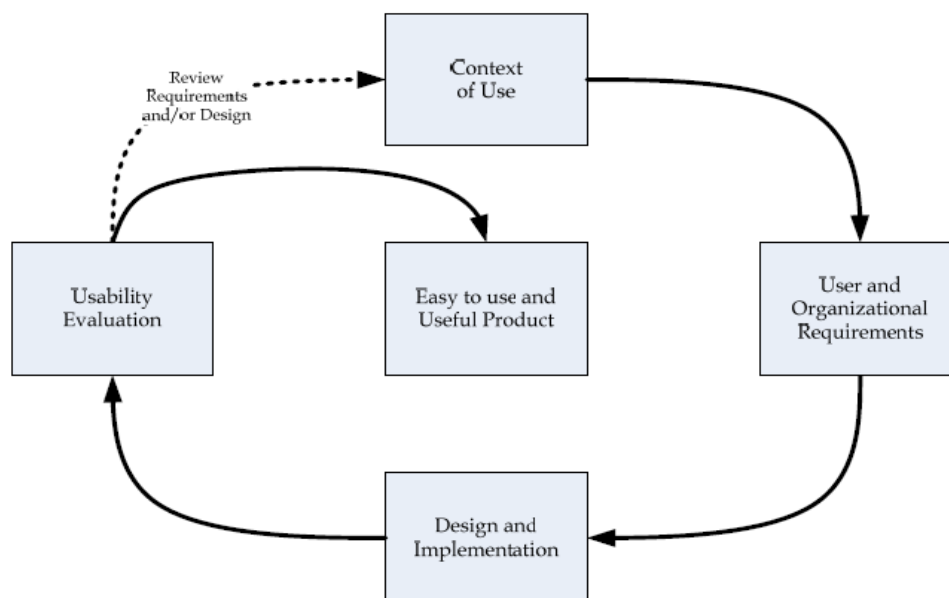 Review
Requirements
and/or Design
Context
of Use
Usability
Evaluation
Easy to use and
Useful Product
User and
Organizational
Requirements
Design and
Implementation